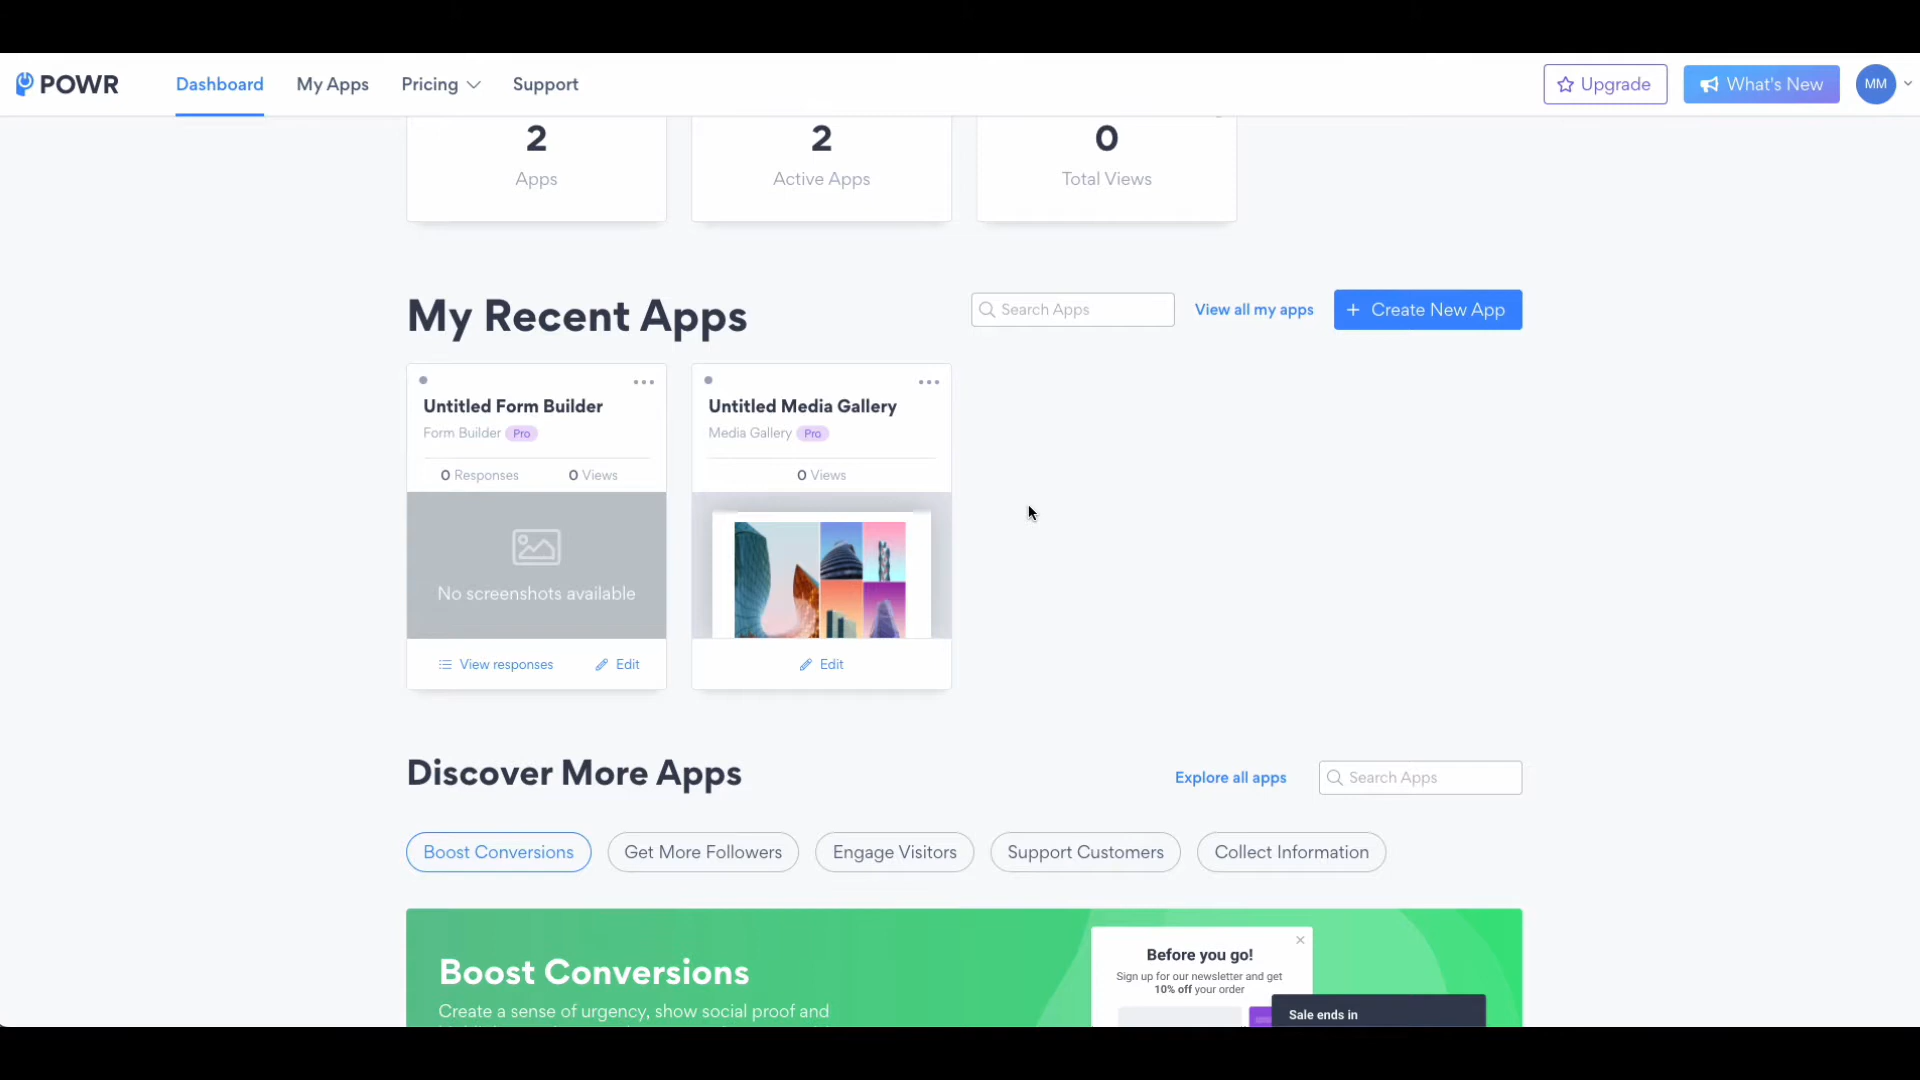 POWR
Dashboard
My Apps
Pricing
Support
Upgrade
What's New
MM
2
Apps
2
Active Apps
0
Total Views
My Recent Apps
Search Apps
View all my apps
+ Create New App
Untitled Form Builder
Form Builder Pro
0 Responses
0 Views
No screenshots available
View responses
Edit
Untitled Media Gallery
Media Gallery Pro
0 Views
Edit
Discover More Apps
Explore all apps
Search Apps
Boost Conversions
Get More Followers
Engage Visitors
Support Customers
Collect Information
Boost Conversions
Create a sense of urgency, show social proof and
Before you go!
Sign up for our newsletter and get
10% off your order
Sale ends in